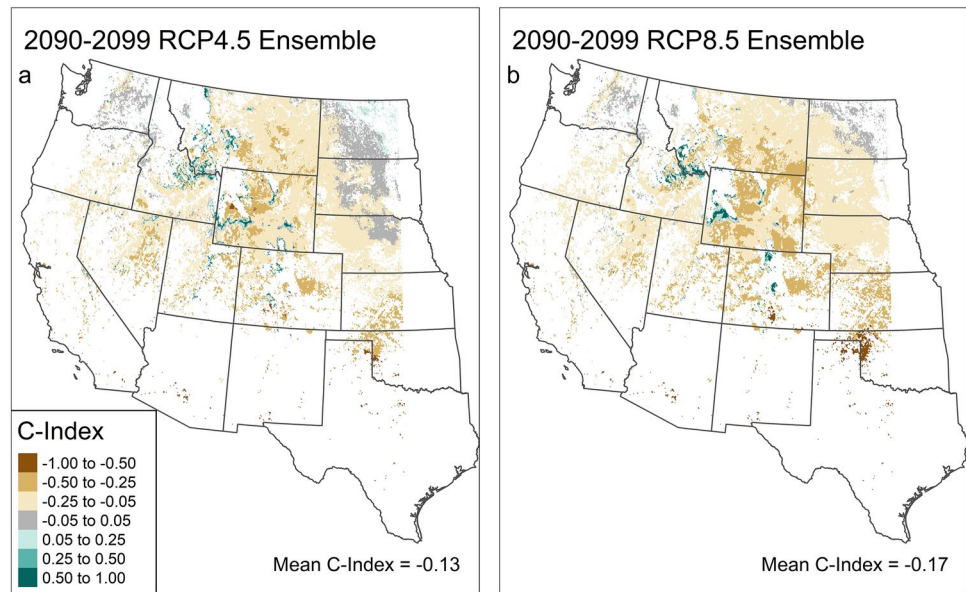 2090-2099 RCP4.5 Ensemble
a
C-Index
-1.00 to -0.50
-0.50 to -0.25
-0.25 to -0.05
-0.05 to 0.05
0.05 to 0.25
0.25 to 0.50
0.50 to 1.00
Mean C-Index = -0.13
2090-2099 RCP8.5 Ensemble
b
Mean C-Index = -0.17